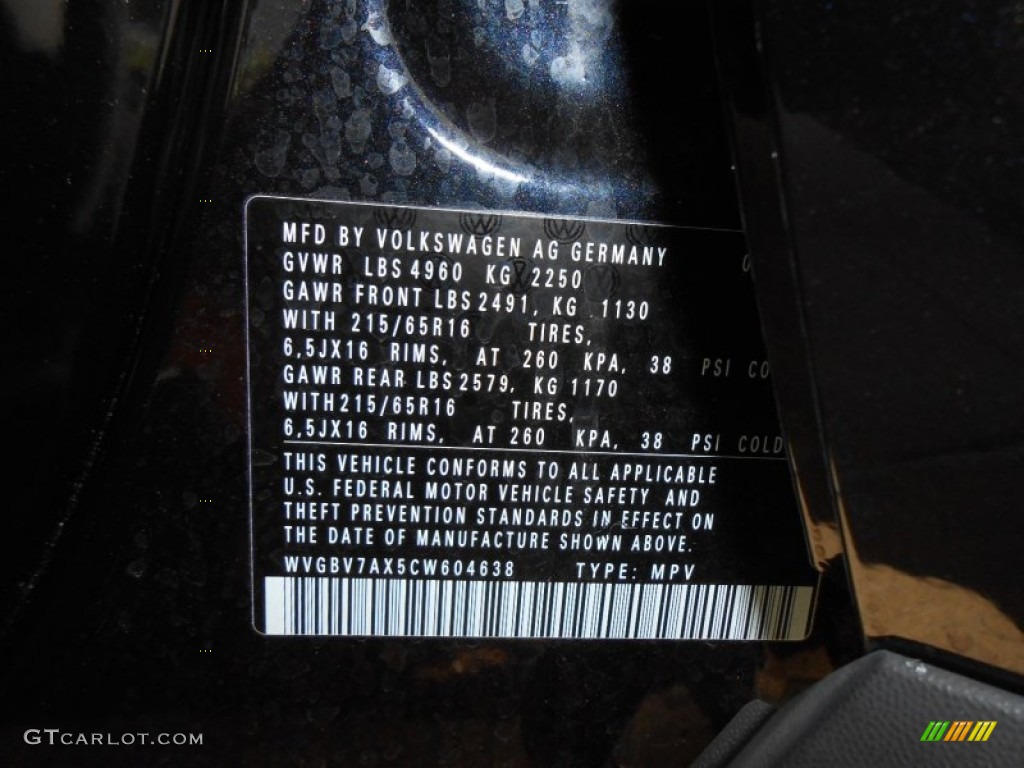 MFD BY VOLKSWAGEN AG GERMANY
GVWR LBS 4960 KG 2250
GAWR FRONT LBS 2491, KG 1130
WITH 215/65R16 TIRES,
6,5JX16 RIMS, AT 260 KPA, 38 PSI CO
GAWR REAR LBS 2579, KG 1170
WITH 215/65R16 TIRES,
6,5JX16 RIMS, AT 260 KPA, 38 PSI COLD
THIS VEHICLE CONFORMS TO ALL APPLICABLE
U.S. FEDERAL MOTOR VEHICLE SAFETY AND
THEFT PREVENTION STANDARDS IN EFFECT ON
THE DATE OF MANUFACTURE SHOWN ABOVE.
WVGBV7AX5CW604638 TYPE: MPV
GTCARLOT.COM